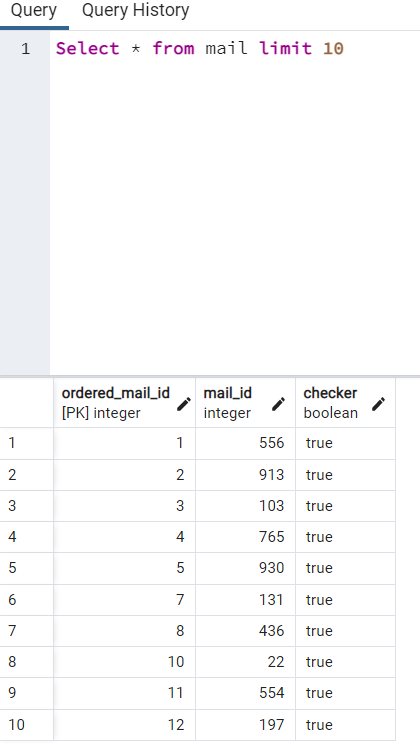 Query Query History
1 Select * from mail limit 10
ordered_mail_id mail_id checker
[PK] integer integer boolean
1 1 556 true
2 2 913 true
3 3 103 true
4 4 765 true
5 5 930 true
6 7 131 true
7 8 436 true
8 10 22 true
9 11 554 true
10 12 197 true